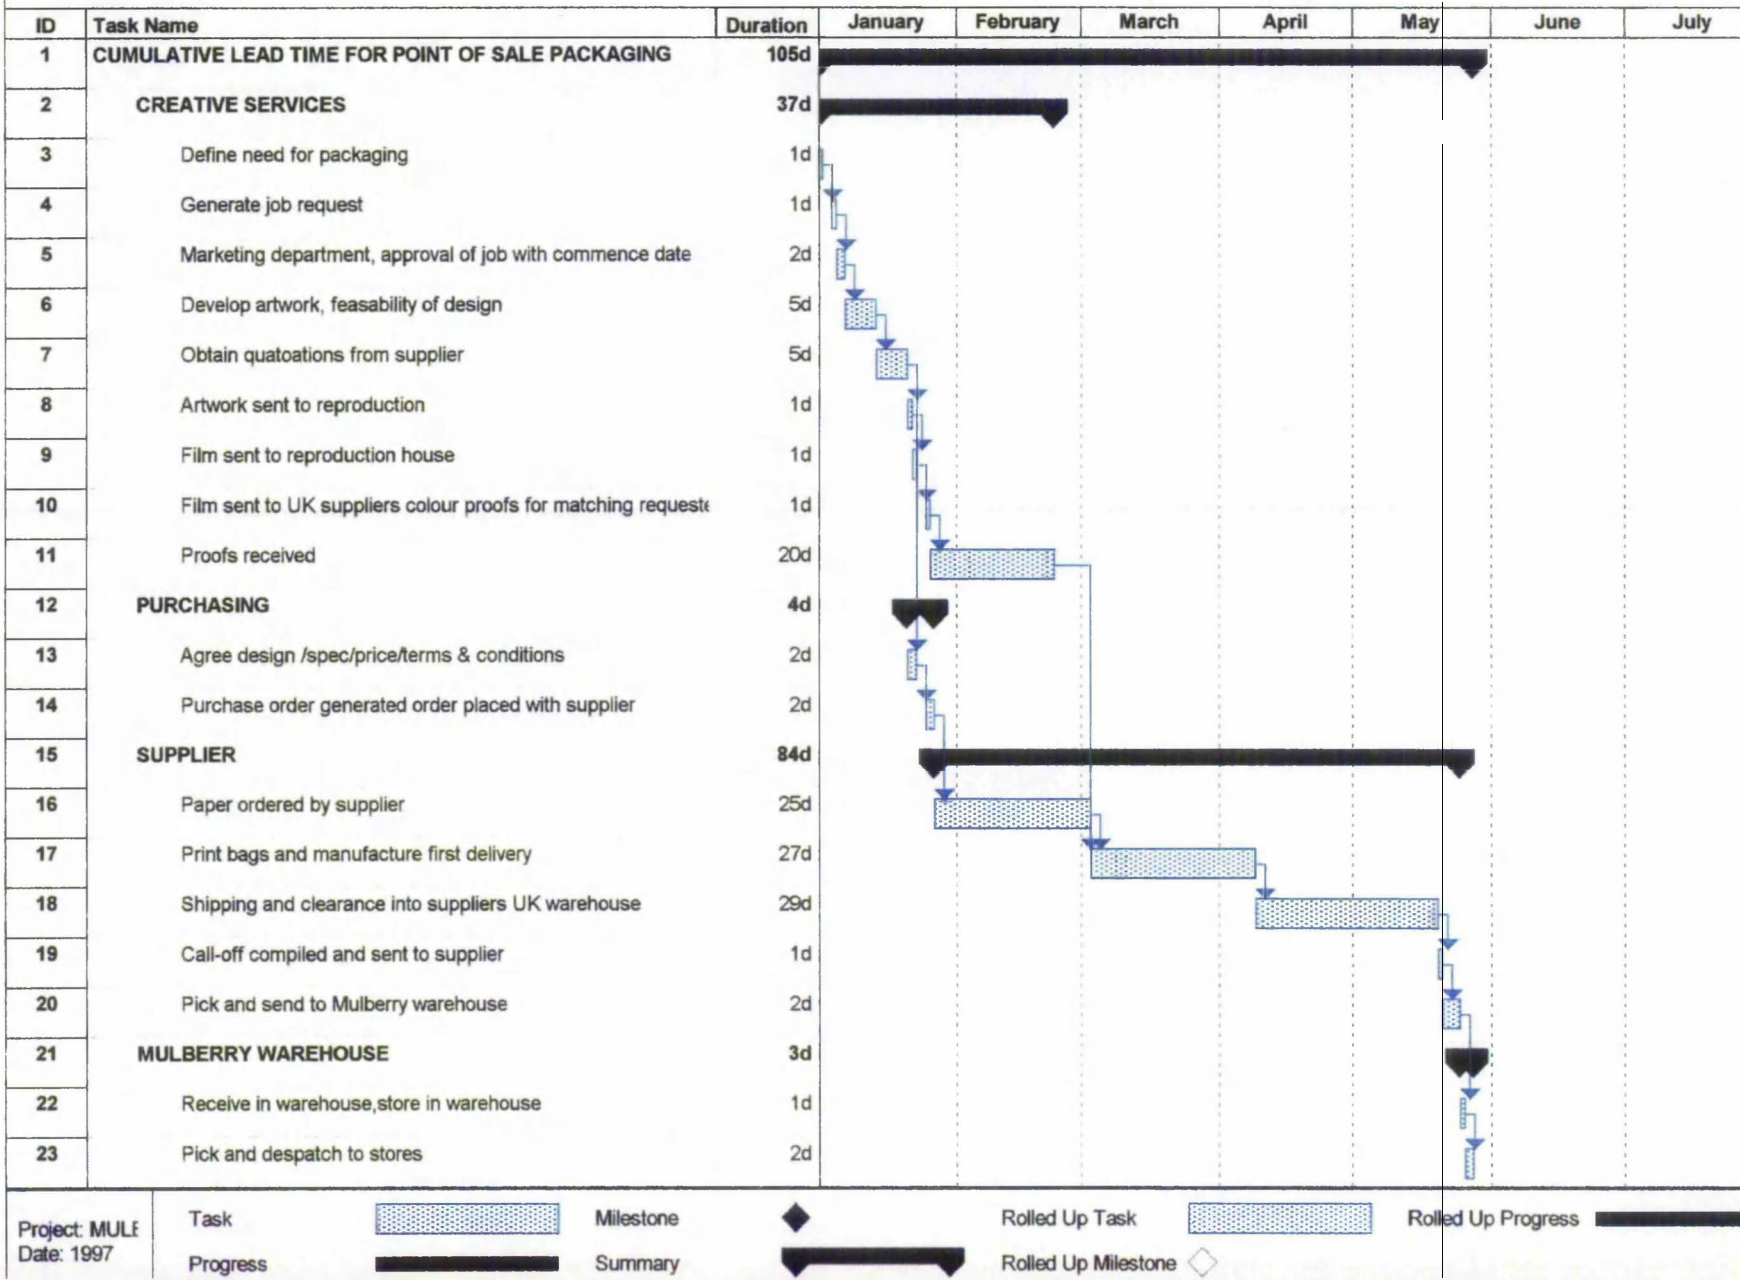 ID Task Name Duration January February March April May June July
1 CUMULATIVE LEAD TIME FOR POINT OF SALE PACKAGING 105d
2 CREATIVE SERVICES 37d
3 Define need for packaging 1d
4 Generate job request 1d
5 Marketing department, approval of job with commence date 2d
6 Develop artwork, feasability of design 5d
7 Obtain quatoations from supplier 5d
8 Artwork sent to reproduction 1d
9 Film sent to reproduction house 1d
10 Film sent to UK suppliers colour proofs for matching requeste 1d
11 Proofs received 20d
12 PURCHASING 4d
13 Agree design /spec/price/terms & conditions 2d
14 Purchase order generated order placed with supplier 2d
15 SUPPLIER 84d
16 Paper ordered by supplier 25d
17 Print bags and manufacture first delivery 27d
18 Shipping and clearance into suppliers UK warehouse 29d
19 Call-off compiled and sent to supplier 1d
20 Pick and send to Mulberry warehouse 2d
21 MULBERRY WAREHOUSE 3d
22 Receive in warehouse,store in warehouse 1d
23 Pick and despatch to stores 2d
Project: MULE
Date: 1997
Task Milestone Rolled Up Task Rolled Up Progress
Progress Summary Rolled Up Milestone